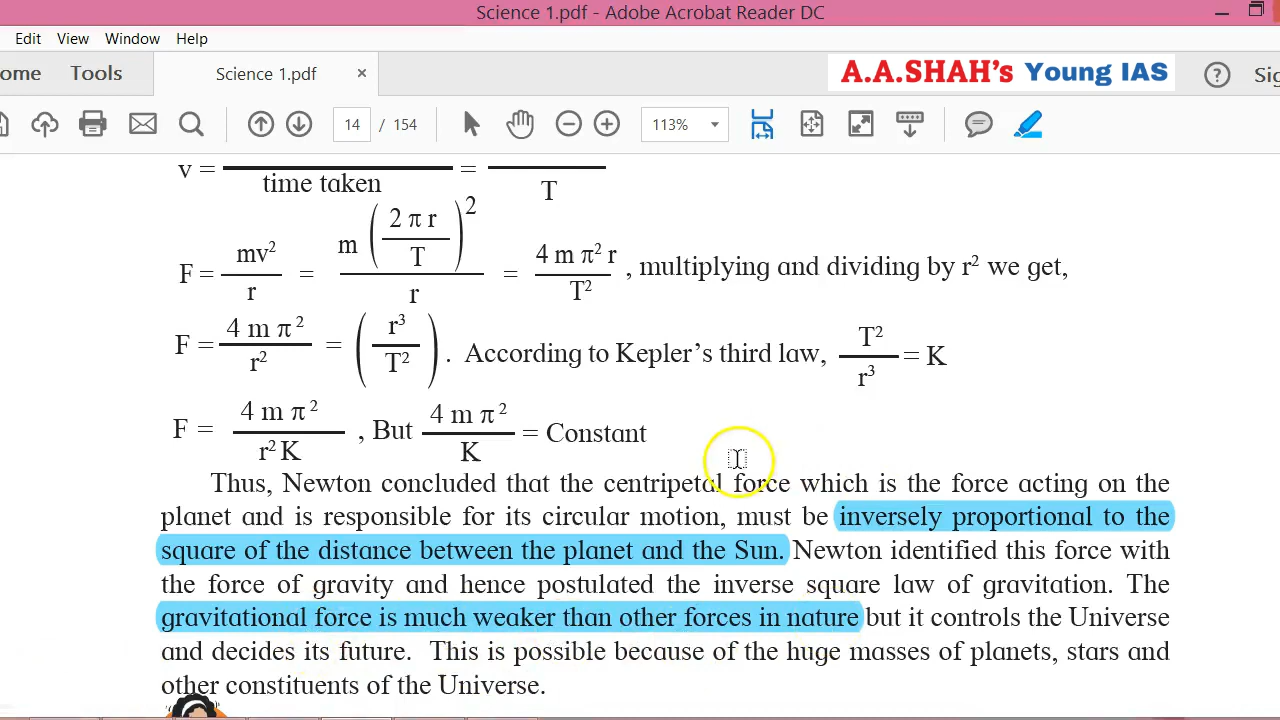 Science 1.pdf - Adobe Acrobat Reader DC
Edit View Window Help
ome Tools Science 1.pdf × A.A.SHAH's Young IAS ? Sig
14 / 154 113%
v = ―――― = ――――
time taken T
F = mv² / r = m (2 π r / T)² / r = 4 m π² r / T² , multiplying and dividing by r² we get,
F = 4 m π² / r² = ( r³ / T² ) . According to Kepler's third law, T² / r³ = K
F = 4 m π² / r² K , But 4 m π² / K = Constant
Thus, Newton concluded that the centripetal force which is the force acting on the
planet and is responsible for its circular motion, must be inversely proportional to the
square of the distance between the planet and the Sun. Newton identified this force with
the force of gravity and hence postulated the inverse square law of gravitation. The
gravitational force is much weaker than other forces in nature but it controls the Universe
and decides its future. This is possible because of the huge masses of planets, stars and
other constituents of the Universe.